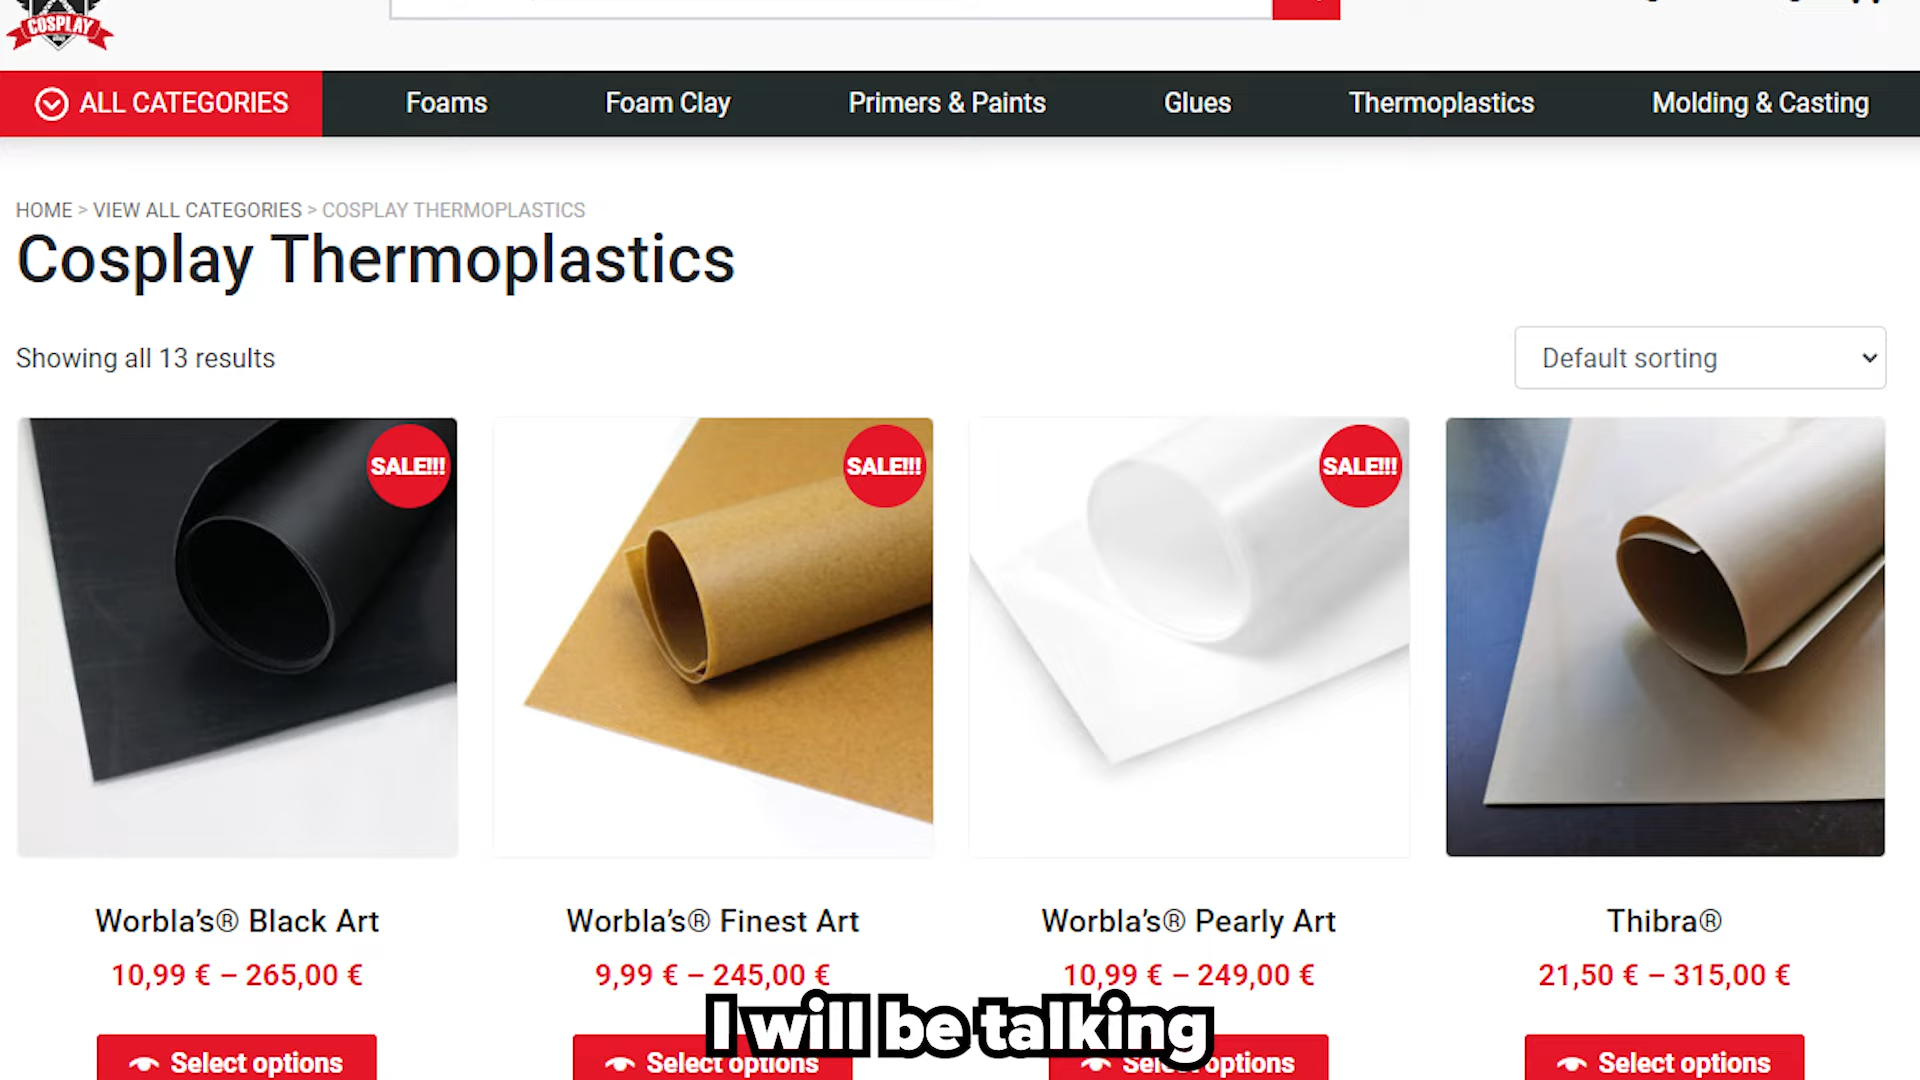 COSPLAY
ALL CATEGORIES
Foams
Foam Clay
Primers & Paints
Glues
Thermoplastics
Molding & Casting
HOME > VIEW ALL CATEGORIES > COSPLAY THERMOPLASTICS
Cosplay Thermoplastics
Showing all 13 results
Default sorting
SALE!!!
SALE!!!
SALE!!!
Worbla's® Black Art
Worbla's® Finest Art
Worbla's® Pearly Art
Thibra®
10,99 € – 265,00 €
9,99 € – 245,00 €
10,99 € – 249,00 €
21,50 € – 315,00 €
Select options
Select options
Select options
Select options
I will be talking